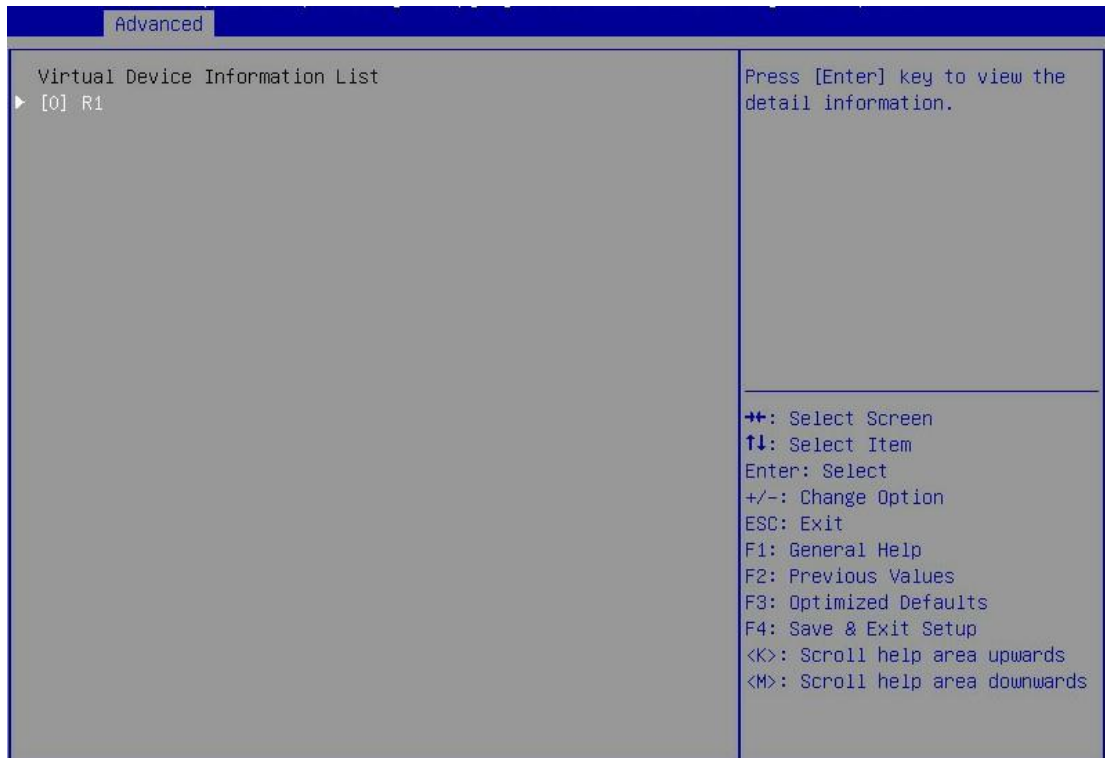 Advanced
Virtual Device Information List
[0] R1
Press [Enter] key to view the
detail information.
→←: Select Screen
↑↓: Select Item
Enter: Select
+/-: Change Option
ESC: Exit
F1: General Help
F2: Previous Values
F3: Optimized Defaults
F4: Save & Exit Setup
<K>: Scroll help area upwards
<M>: Scroll help area downwards